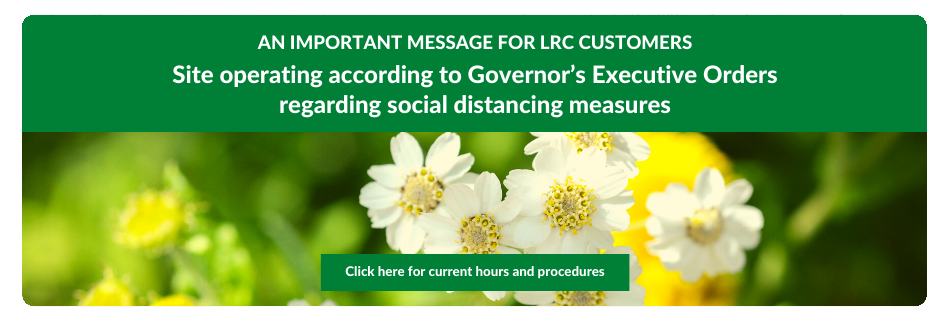 AN IMPORTANT MESSAGE FOR LRC CUSTOMERS
Site operating according to Governor’s Executive Orders
regarding social distancing measures
Click here for current hours and procedures